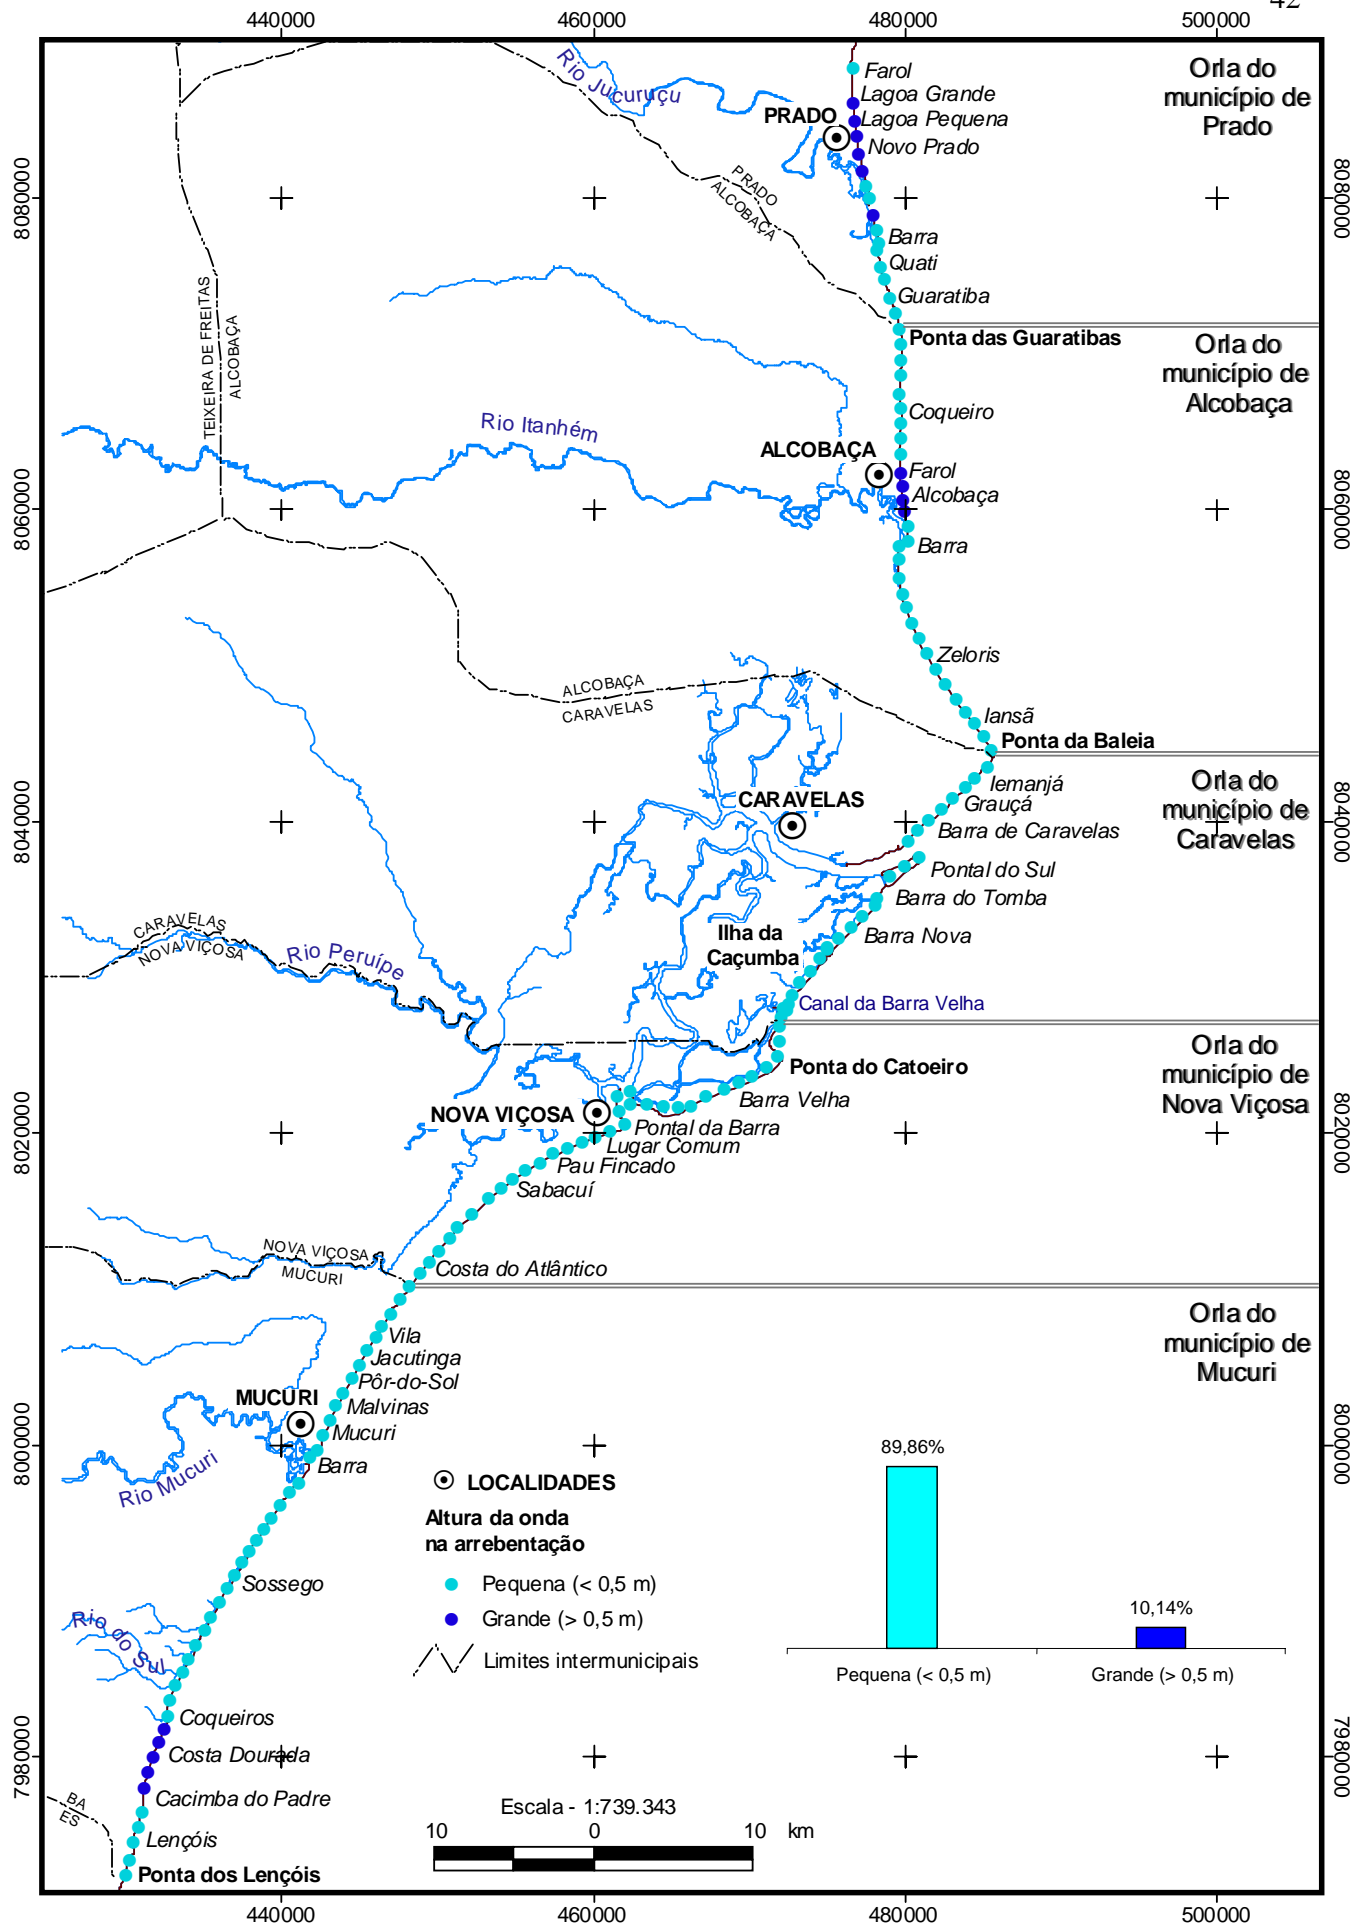 42
440000
460000
480000
500000
Farol
Lagoa Grande
Lagoa Pequena
Novo Prado
Barra
Quati
Guaratiba
Ponta das Guaratibas
Orla do
município de
Prado
Rio Jucuruçu
PRADO
PRADO
ALCOBAÇA
8080000
8080000
TEIXEIRA DE FREITAS
ALCOBAÇA
Orla do
município de
Alcobaça
Coqueiro
Rio Itanhém
ALCOBAÇA
Farol
Alcobaça
8060000
8060000
Barra
Zeloris
ALCOBAÇA
CARAVELAS
Iansã
Ponta da Baleia
Iemanjá
Grauçá
Orla do
município de
Caravelas
CARAVELAS
8040000
8040000
Barra de Caravelas
Pontal do Sul
Barra do Tomba
Barra Nova
CARAVELAS
NOVA VIÇOSA
Rio Peruípe
Ilha da
Caçumba
Canal da Barra Velha
Orla do
município de
Nova Viçosa
Ponta do Catoeiro
Barra Velha
NOVA VIÇOSA
8020000
8020000
Pontal da Barra
Lugar Comum
Pau Fincado
Sabacuí
NOVA VIÇOSA
MUCURI
Costa do Atlântico
Orla do
município de
Mucuri
Vila
Jacutinga
Pôr-do-Sol
Malvinas
Mucuri
Barra
MUCURI
8000000
8000000
Rio Mucuri
LOCALIDADES
Altura da onda
na arrebentação
Pequena (< 0,5 m)
Grande (> 0,5 m)
Limites intermunicipais
89,86%
10,14%
Pequena (< 0,5 m)
Grande (> 0,5 m)
Sossego
Rio do Sul
Coqueiros
Costa Dourada
7980000
7980000
Cacimba do Padre
BA
ES
Lençóis
Ponta dos Lençóis
Escala - 1:739.343
10
0
10
km
440000
460000
480000
500000